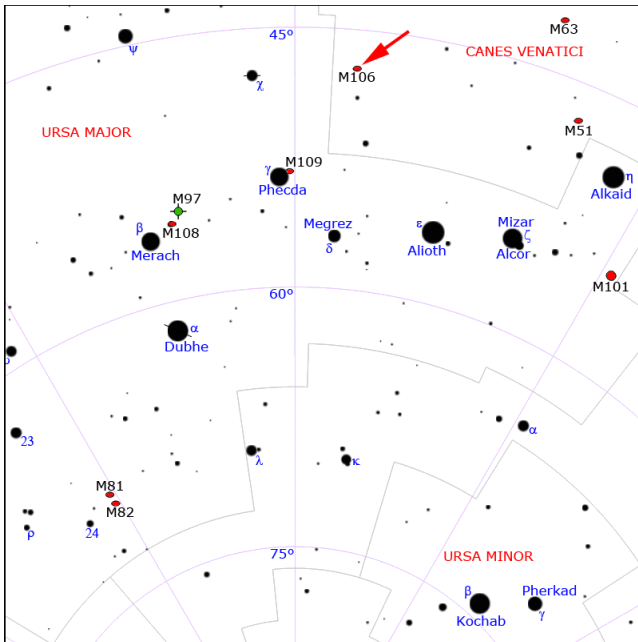 45°
M63
ψ
CANES VENATICI
M106
χ
URSA MAJOR
M51
M109
γ
Phecda
η
Alkaid
M97
M108
β
Merach
Megrez
δ
ε
Alioth
Mizar
ζ
Alcor
M101
60°
α
Dubhe
23
λ
κ
α
M81
M82
ρ
24
75°
URSA MINOR
β
Kochab
Pherkad
γ